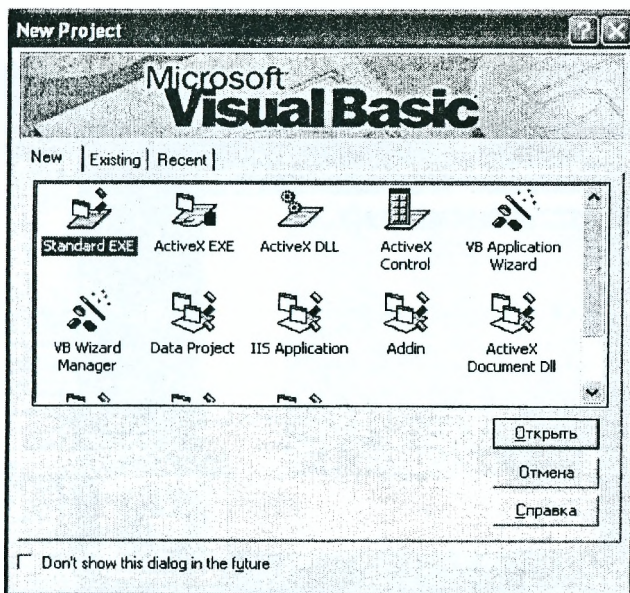 New Project
Microsoft
Visual Basic
New Existing Recent
Standard EXE ActiveX EXE ActiveX DLL ActiveX Control VB Application Wizard
VB Wizard Manager Data Project IIS Application Addin ActiveX Document Dll
Открыть
Отмена
Справка
Don't show this dialog in the future